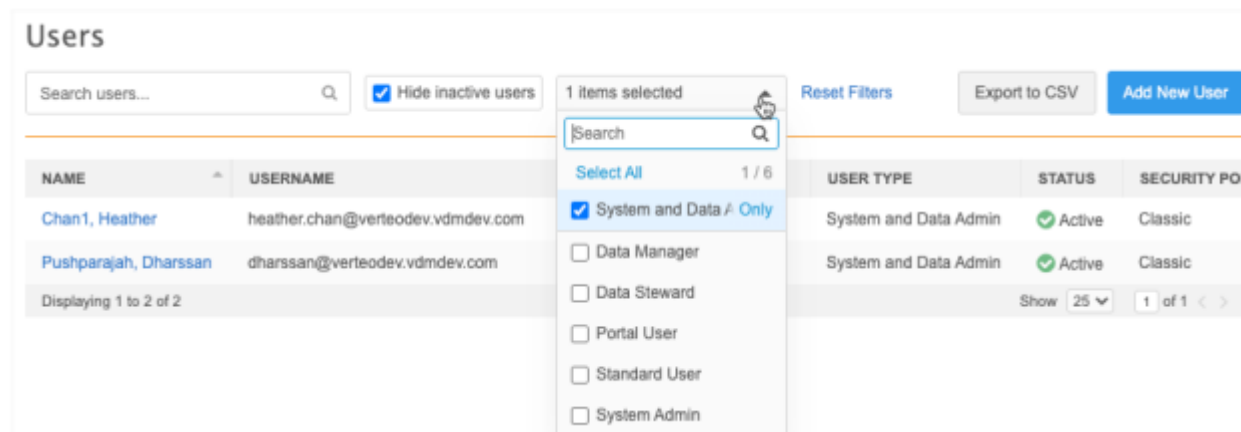 Users
Search users... Hide inactive users 1 items selected Reset Filters Export to CSV Add New User
Search
Select All 1 / 6
NAME USERNAME USER TYPE STATUS SECURITY PO
System and Data A Only
Chan1, Heather heather.chan@verteodev.vdmdev.com System and Data Admin Active Classic
Data Manager
Pushparajah, Dharssan dharssan@verteodev.vdmdev.com System and Data Admin Active Classic
Data Steward
Displaying 1 to 2 of 2 Show 25 1 of 1 < >
Portal User
Standard User
System Admin